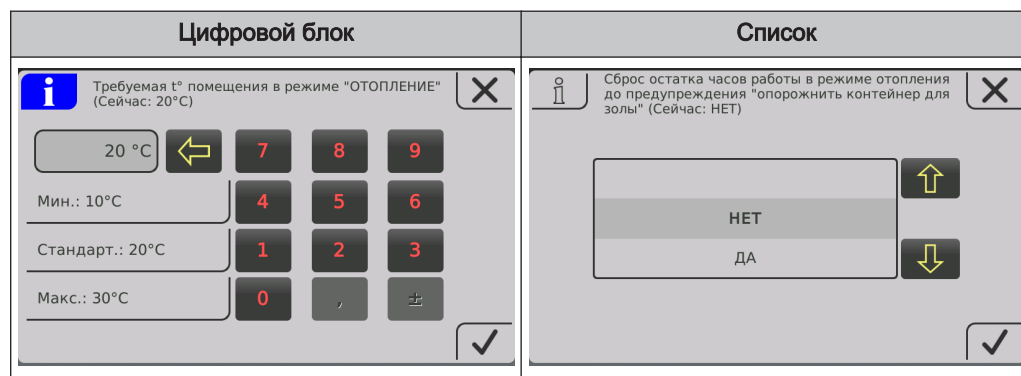 Цифровой блок
Список
Требуемая t° помещения в режиме "ОТОПЛЕНИЕ"
(Сейчас: 20°C)
20 °C
7 8 9
Мин.: 10°C
4 5 6
Стандарт.: 20°C
1 2 3
Макс.: 30°C
0 , ±
Сброс остатка часов работы в режиме отопления
до предупреждения "опорожнить контейнер для
золы" (Сейчас: НЕТ)
НЕТ
ДА